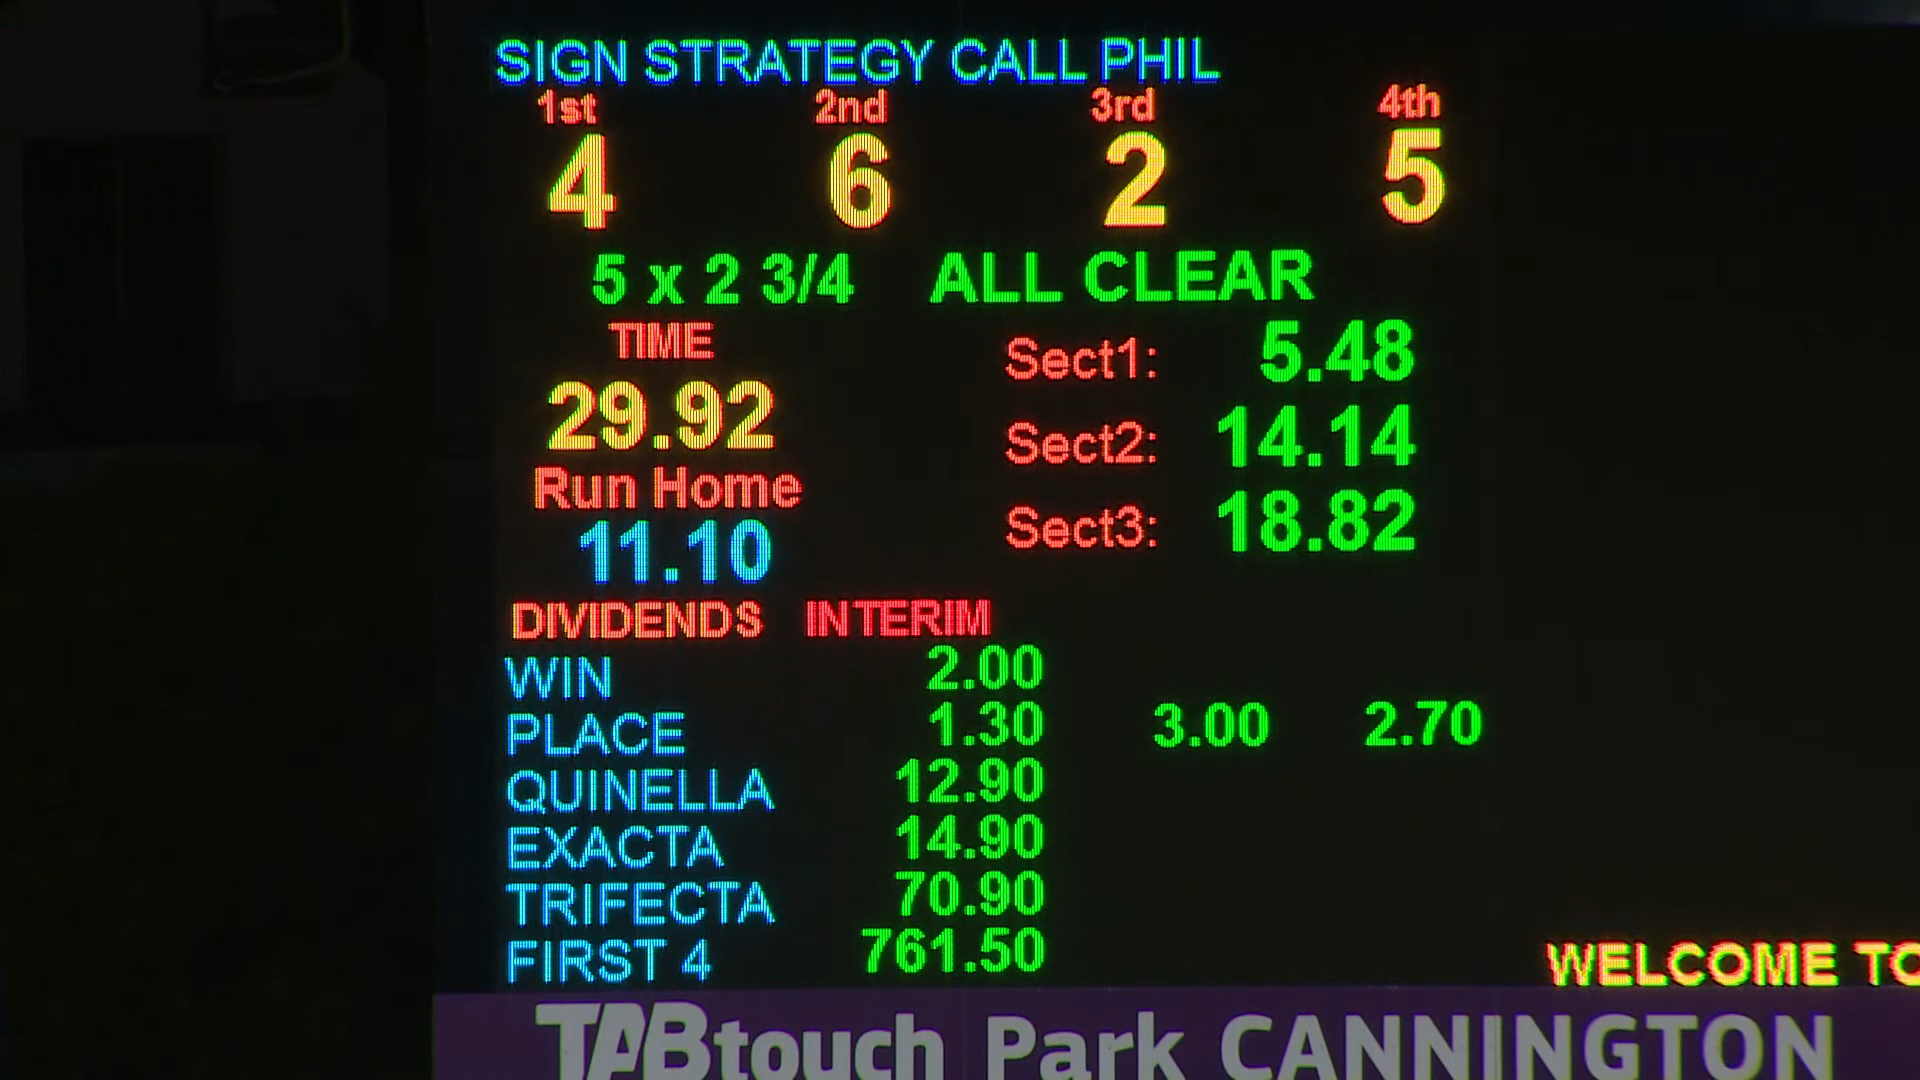 SIGN STRATEGY CALL PHIL
1st 2nd 3rd 4th
4 6 2 5
5 x 2 3/4 ALL CLEAR
TIME
29.92
Run Home
11.10
Sect1: 5.48
Sect2: 14.14
Sect3: 18.82
DIVIDENDS INTERIM
WIN 2.00
PLACE 1.30 3.00 2.70
QUINELLA 12.90
EXACTA 14.90
TRIFECTA 70.90
FIRST 4 761.50
WELCOME TO
TABtouch Park CANNINGTON